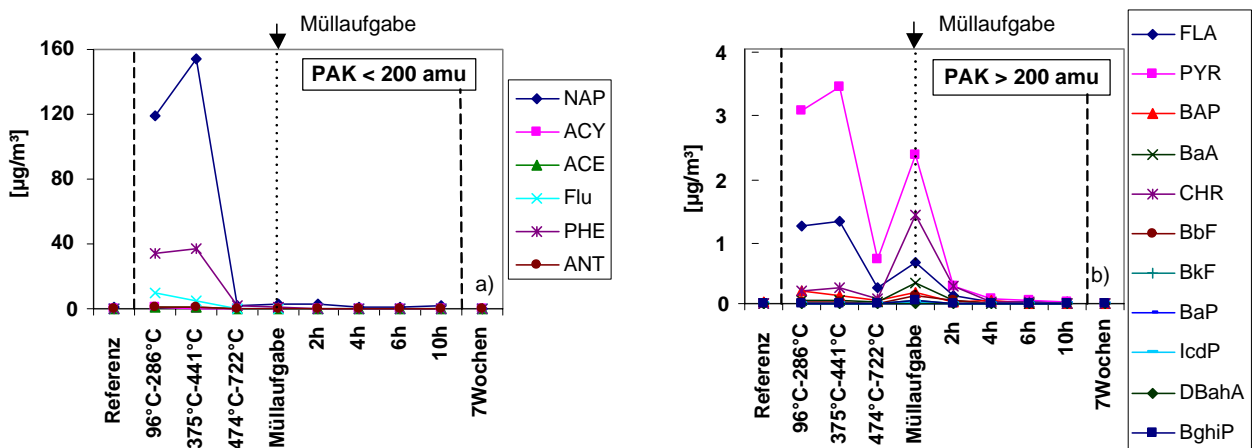 Müllaufgabe
160
120
80
40
0
[µg/m³]
PAK < 200 amu
a)
Referenz
96°C-286°C
375°C-441°C
474°C-722°C
Müllaufgabe
2h
4h
6h
10h
7Wochen
NAP
ACY
ACE
Flu
PHE
ANT
Müllaufgabe
4
3
2
1
0
[µg/m³]
PAK > 200 amu
b)
Referenz
96°C-286°C
375°C-441°C
474°C-722°C
Müllaufgabe
2h
4h
6h
10h
7Wochen
FLA
PYR
BAP
BaA
CHR
BbF
BkF
BaP
IcdP
DBahA
BghiP